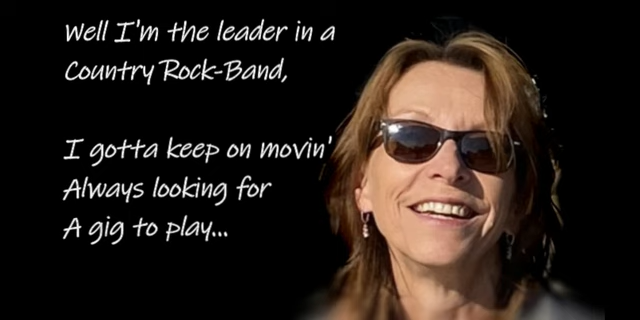 Well I'm the leader in a
Country Rock-Band,
I gotta keep on movin'
Always looking for
A gig to play...